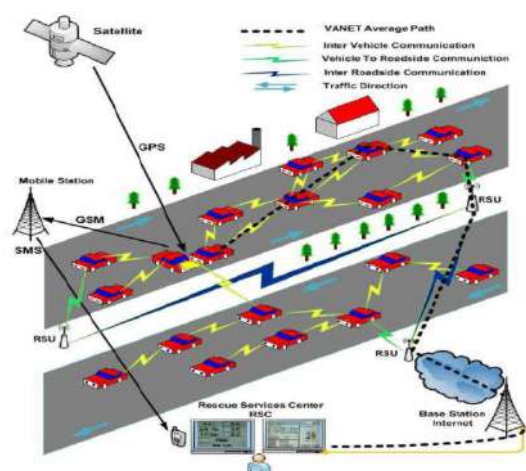 Satellite
VANET Average Path
Inter Vehicle Communication
Vehicle To Roadside Communiction
Inter Roadside Communication
Traffic Direction
GPS
Mobile Station
GSM
SMS
RSU
RSU
RSU
Rescue Services Center
RSC
Base Station
Internet